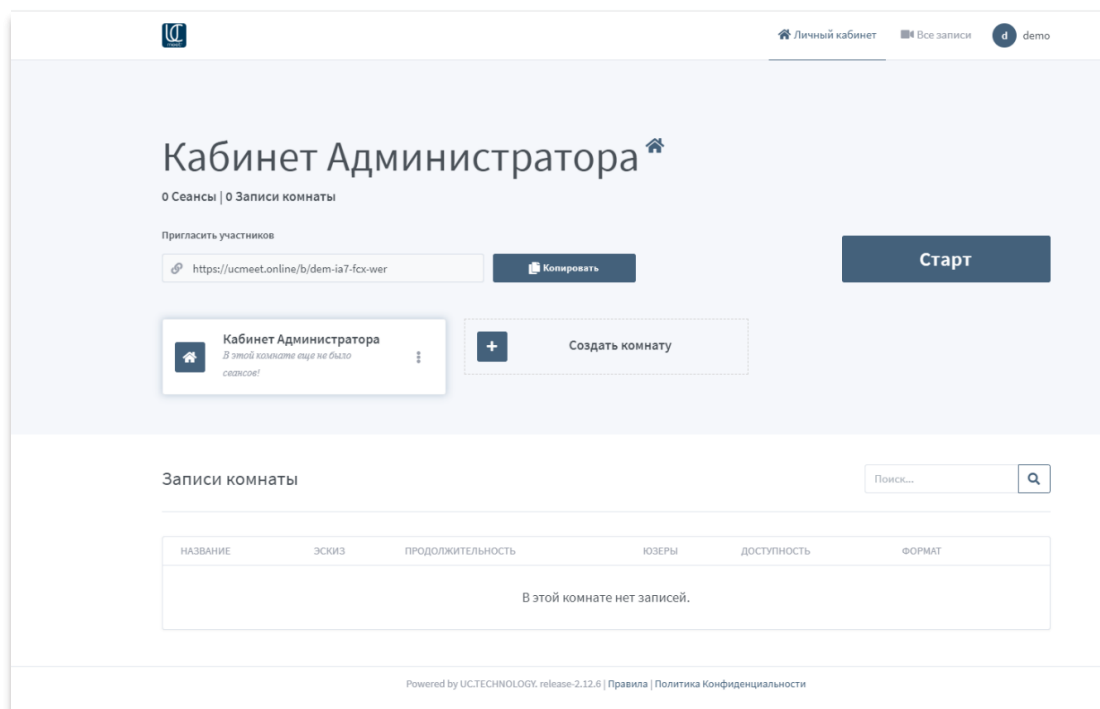 UC
meet
Личный кабинет
Все записи
d demo
Кабинет Администратора
0 Сеансы | 0 Записи комнаты
Пригласить участников
https://ucmeet.online/b/dem-ia7-fcx-wer
Копировать
Старт
Кабинет Администратора
В этой комнате еще не было
сеансов!
+ Создать комнату
Записи комнаты
Поиск...
НАЗВАНИЕ ЭСКИЗ ПРОДОЛЖИТЕЛЬНОСТЬ ЮЗЕРЫ ДОСТУПНОСТЬ ФОРМАТ
В этой комнате нет записей.
Powered by UC.TECHNOLOGY. release-2.12.6 | Правила | Политика Конфиденциальности